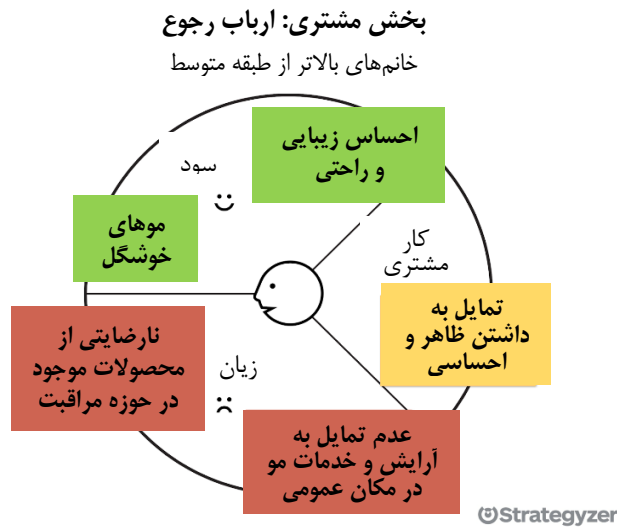 بخش مشتری: ارباب رجوع
خانم‌های بالاتر از طبقه متوسط
احساس زیبایی
و راحتی
سود
موهای
خوشگل
کار
مشتری
تمایل به
داشتن ظاهر و
احساسی
نارضایتی از
محصولات موجود
در حوزه مراقبت
زیان
عدم تمایل به
آرایش و خدمات مو
در مکان عمومی
Strategyzer